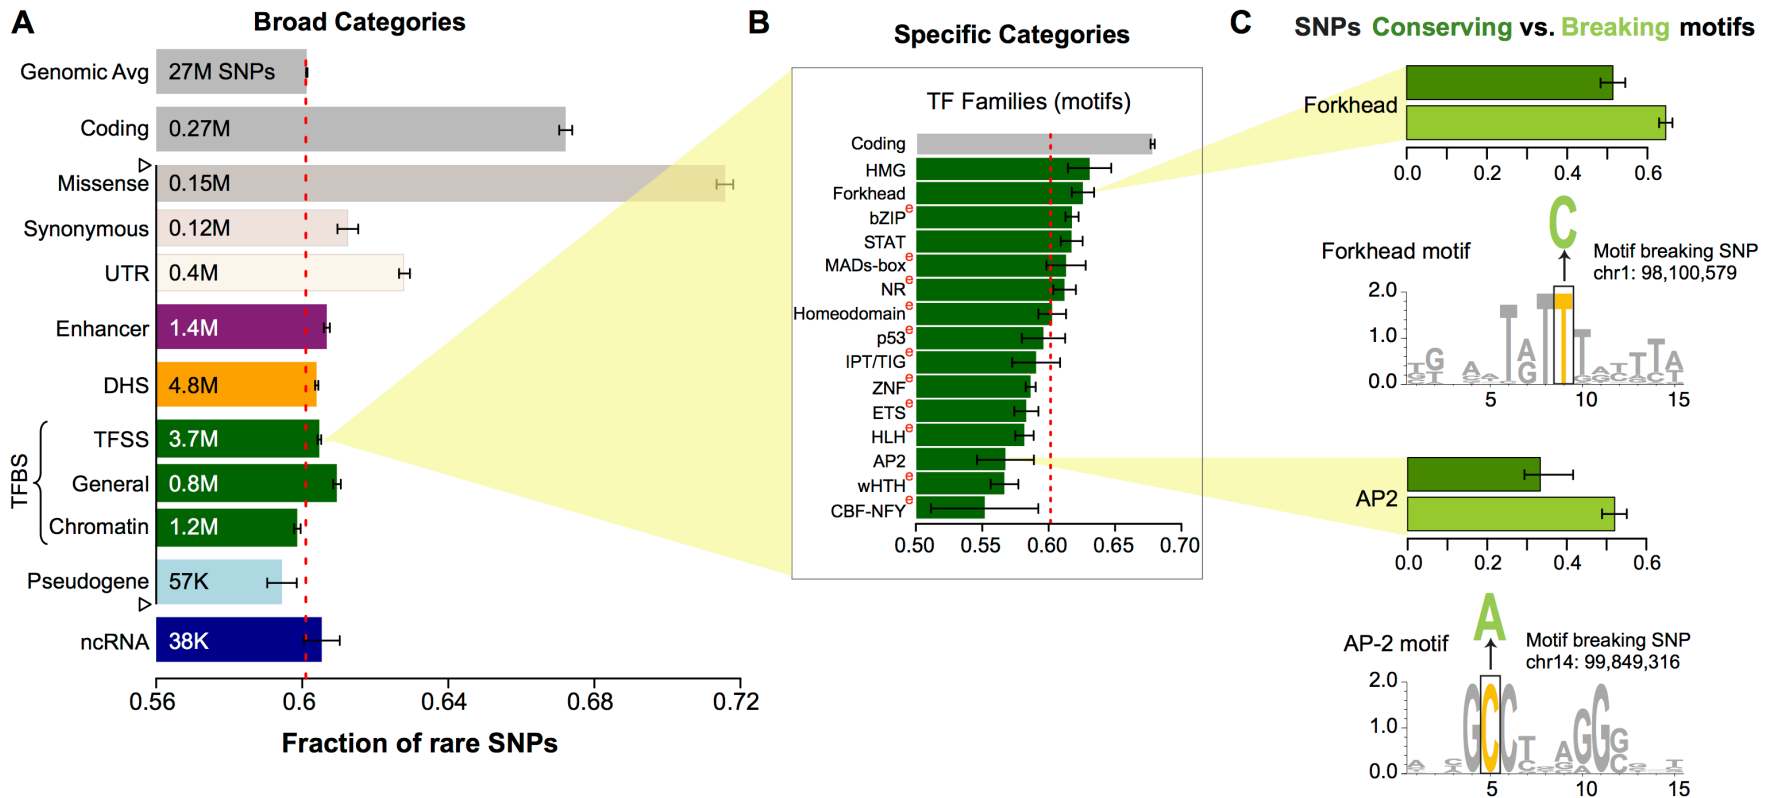 A
Broad Categories
Genomic Avg
27M SNPs
Coding
0.27M
Missense
0.15M
Synonymous
0.12M
UTR
0.4M
Enhancer
1.4M
DHS
4.8M
TFBS
TFSS
3.7M
General
0.8M
Chromatin
1.2M
Pseudogene
57K
ncRNA
38K
0.56 0.6 0.64 0.68 0.72
Fraction of rare SNPs
B
Specific Categories
TF Families (motifs)
Coding
HMG
Forkhead
bZIP e
STAT
MADs-box e
NR e
Homeodomain e
p53 e
IPT/TIG e
ZNF
ETS e
HLH e
AP2
wHTH e
CBF-NFY e
0.50 0.55 0.60 0.65 0.70
C
SNPs Conserving vs. Breaking motifs
Forkhead
0.0 0.2 0.4 0.6
C
Forkhead motif
Motif breaking SNP
chr1: 98,100,579
2.0
1.0
0.0
5 10 15
AP2
0.0 0.2 0.4 0.6
A
AP-2 motif
Motif breaking SNP
chr14: 99,849,316
2.0
1.0
0.0
5 10 15